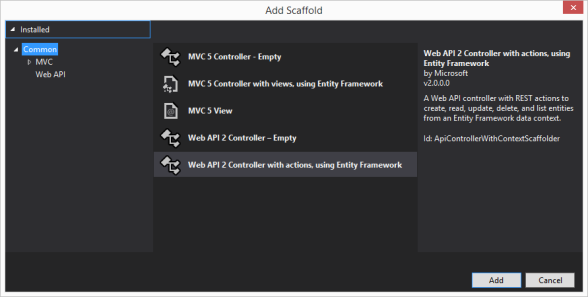 Add Scaffold
Installed
Common
MVC
Web API
MVC 5 Controller - Empty
MVC 5 Controller with views, using Entity Framework
MVC 5 View
Web API 2 Controller – Empty
Web API 2 Controller with actions, using Entity Framework
Web API 2 Controller with actions, using
Entity Framework
by Microsoft
v2.0.0.0
A Web API controller with REST actions to
create, read, update, delete, and list entities
from an Entity Framework data context.
Id: ApiControllerWithContextScaffolder
Add
Cancel